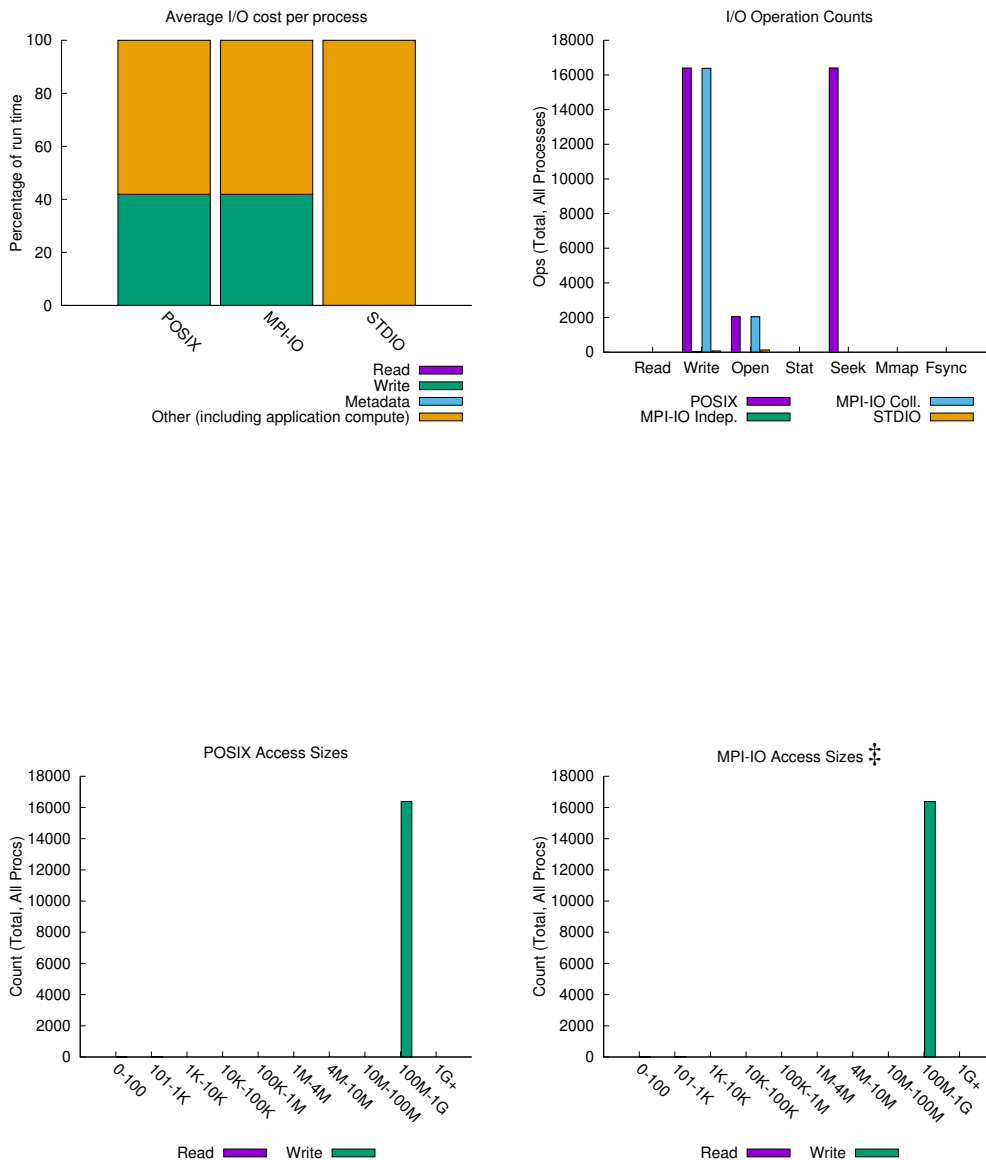 Average I/O cost per process
Percentage of run time
100
80
60
40
20
0
POSIX
MPI-IO
STDIO
Read
Write
Metadata
Other (including application compute)
I/O Operation Counts
Ops (Total, All Processes)
18000
16000
14000
12000
10000
8000
6000
4000
2000
0
Read Write Open Stat Seek Mmap Fsync
POSIX MPI-IO Coll.
MPI-IO Indep. STDIO
POSIX Access Sizes
Count (Total, All Procs)
18000
16000
14000
12000
10000
8000
6000
4000
2000
0
0-100
101-1K
1K-10K
10K-100K
100K-1M
1M-4M
4M-10M
10M-100M
100M-1G
1G+
Read Write
MPI-IO Access Sizes ‡
Count (Total, All Procs)
18000
16000
14000
12000
10000
8000
6000
4000
2000
0
0-100
101-1K
1K-10K
10K-100K
100K-1M
1M-4M
4M-10M
10M-100M
100M-1G
1G+
Read Write